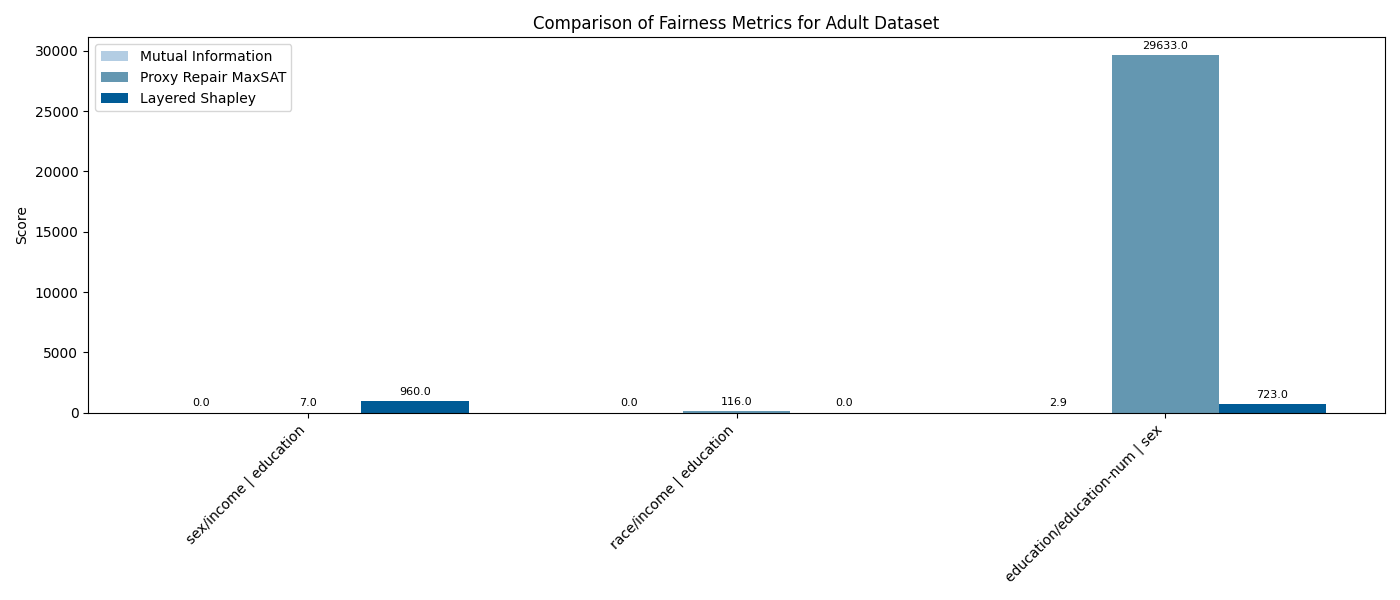 Comparison of Fairness Metrics for Adult Dataset
Mutual Information
Proxy Repair MaxSAT
Layered Shapley
Score
30000
25000
20000
15000
10000
5000
0
0.0
7.0
960.0
0.0
116.0
0.0
2.9
29633.0
723.0
sex/income | education
race/income | education
education/education-num | sex